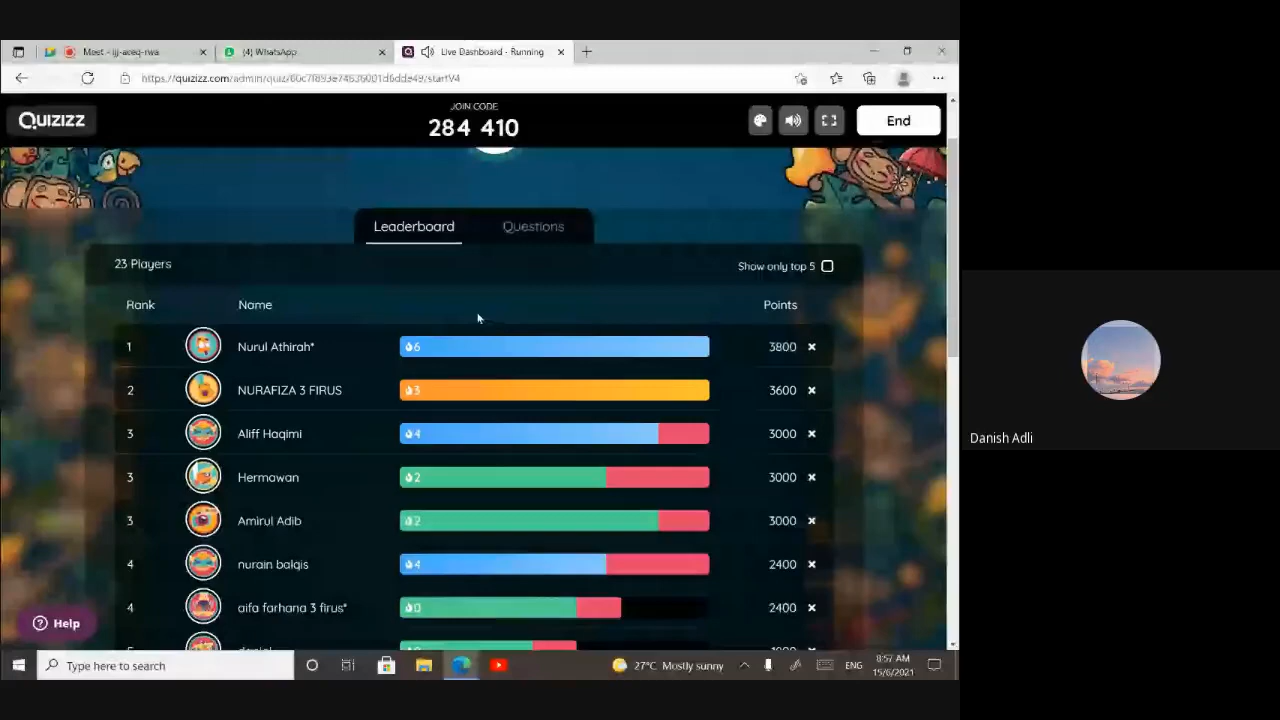 Meet - ijj-aceq-rwa
(4) WhatsApp
Live Dashboard - Running
JOIN CODE
QUIZIZZ
284 410
End
Leaderboard
Questions
23 Players
Show only top 5
Rank
Name
Points
1 Nurul Athirah* 6 3800
2 NURAFIZA 3 FIRUS 3 3600
3 Aliff Haqimi 4 3000
3 Hermawan 2 3000
3 Amirul Adib 2 3000
4 nurain balqis 4 2400
4 aifa farhana 3 firus* 0 2400
Help
Type here to search
27°C Mostly sunny
ENG
8:57 AM
15/6/2021
Danish Adli